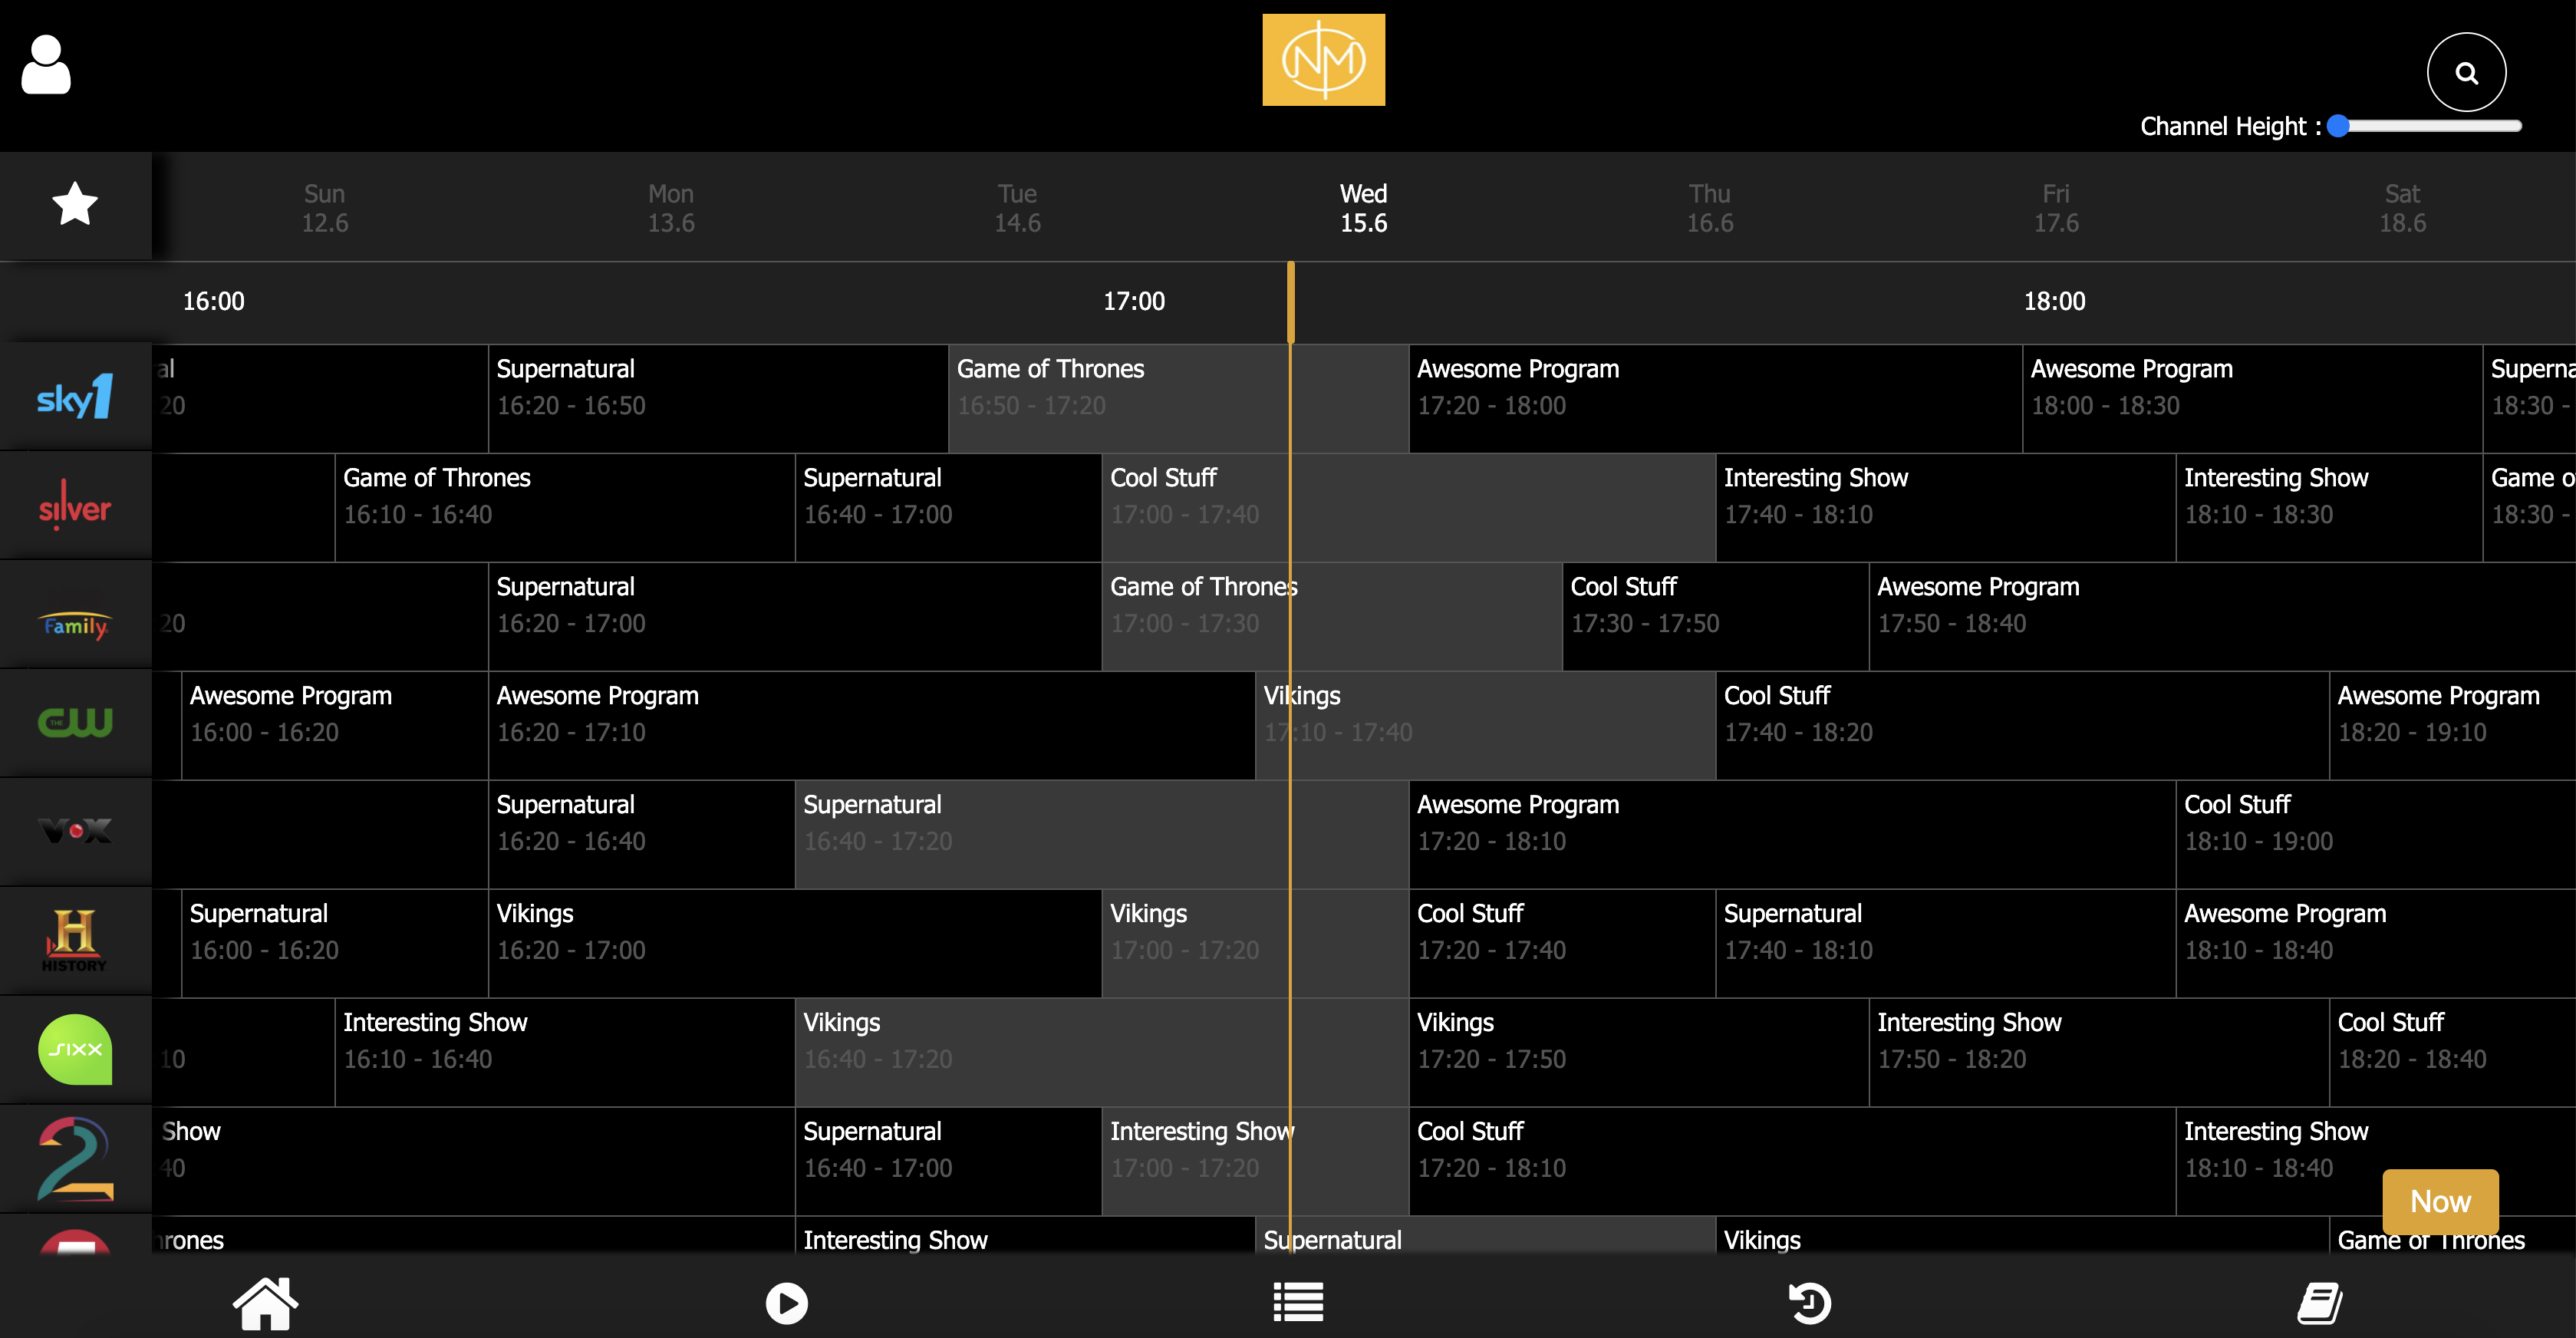 NM
Channel Height :
Sun Mon Tue Wed Thu Fri Sat
12.6 13.6 14.6 15.6 16.6 17.6 18.6
16:00 17:00 18:00
sky1
al Supernatural Game of Thrones Awesome Program Awesome Program Superna
20 16:20 - 16:50 16:50 - 17:20 17:20 - 18:00 18:00 - 18:30 18:30 -
silver
Game of Thrones Supernatural Cool Stuff Interesting Show Interesting Show Game o
16:10 - 16:40 16:40 - 17:00 17:00 - 17:40 17:40 - 18:10 18:10 - 18:30 18:30 -
Family
Supernatural Game of Thrones Cool Stuff Awesome Program
20 16:20 - 17:00 17:00 - 17:30 17:30 - 17:50 17:50 - 18:40
THE CW
Awesome Program Awesome Program Vikings Cool Stuff Awesome Program
16:00 - 16:20 16:20 - 17:10 17:10 - 17:40 17:40 - 18:20 18:20 - 19:10
VOX
Supernatural Supernatural Awesome Program Cool Stuff
16:20 - 16:40 16:40 - 17:20 17:20 - 18:10 18:10 - 19:00
H
HISTORY
Supernatural Vikings Vikings Cool Stuff Supernatural Awesome Program
16:00 - 16:20 16:20 - 17:00 17:00 - 17:20 17:20 - 17:40 17:40 - 18:10 18:10 - 18:40
SIXX
Interesting Show Vikings Vikings Interesting Show Cool Stuff
10 16:10 - 16:40 16:40 - 17:20 17:20 - 17:50 17:50 - 18:20 18:20 - 18:40
2
Show Supernatural Interesting Show Cool Stuff Interesting Show
40 16:40 - 17:00 17:00 - 17:20 17:20 - 18:10 18:10 - 18:40
Now
hrones Interesting Show Supernatural Vikings Game of Thrones